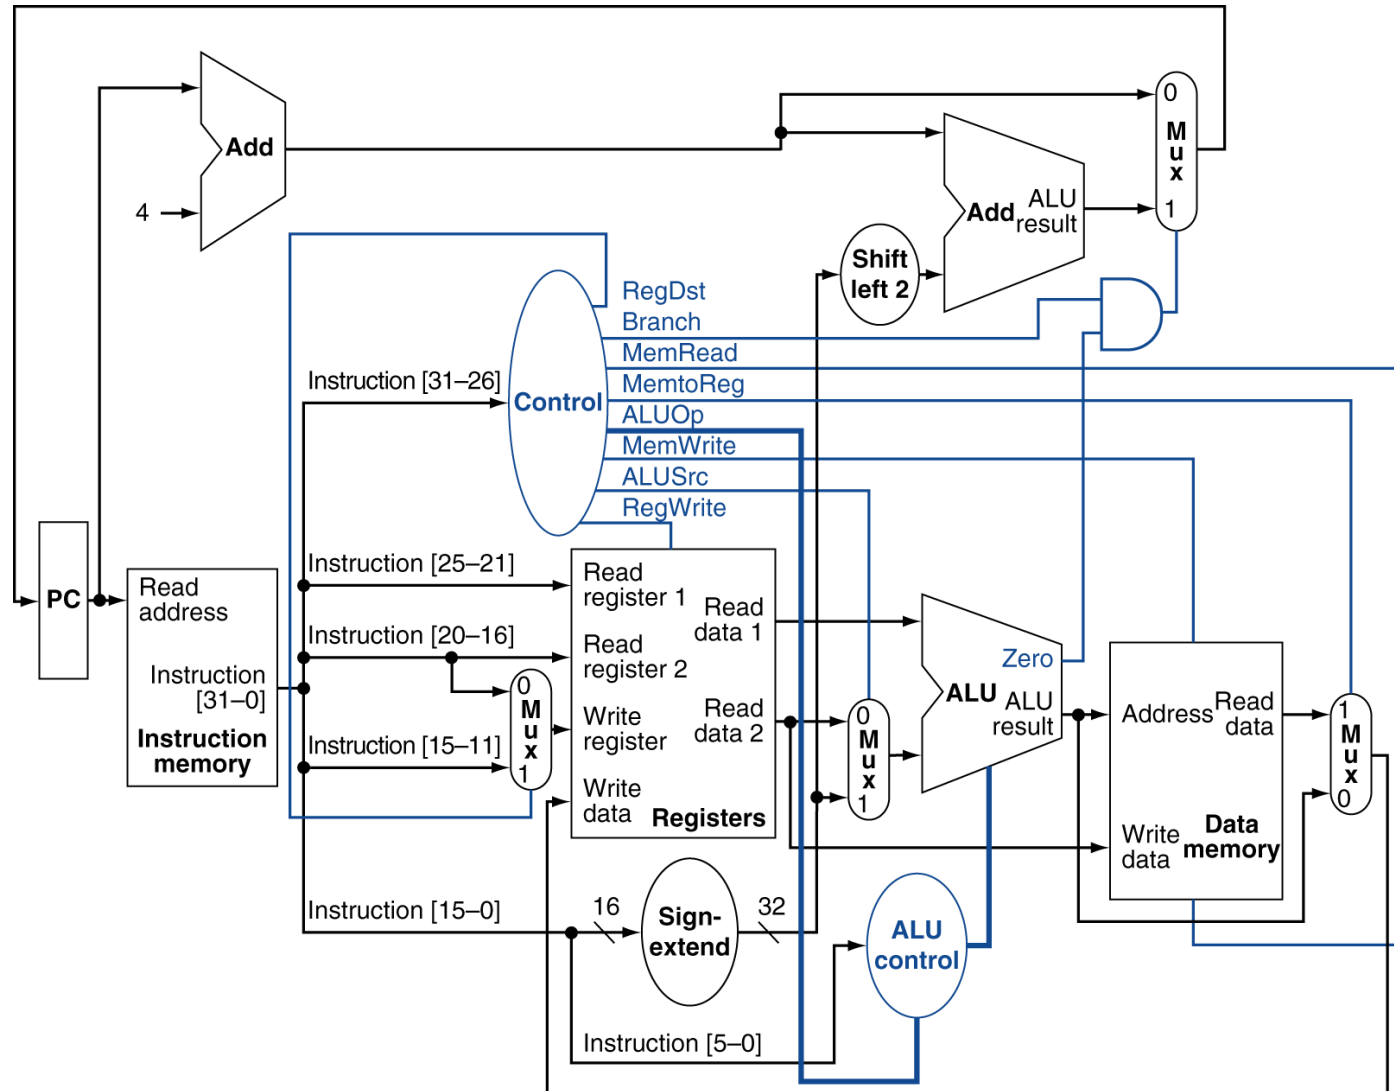 0
M
u
x
1
Add
4
Add
ALU
result
Shift
left 2
RegDst
Branch
MemRead
MemtoReg
ALUOp
MemWrite
ALUSrc
RegWrite
Instruction [31–26]
Control
PC
Read
address
Instruction
[31–0]
Instruction
memory
Instruction [25–21]
Instruction [20–16]
Instruction [15–11]
0
M
u
x
1
Read
register 1
Read
register 2
Write
register
Write
data
Read
data 1
Read
data 2
Registers
0
M
u
x
1
Zero
ALU
ALU
result
Address
Read
data
Write
data
Data
memory
1
M
u
x
0
Instruction [15–0]
16
Sign-
extend
32
ALU
control
Instruction [5–0]